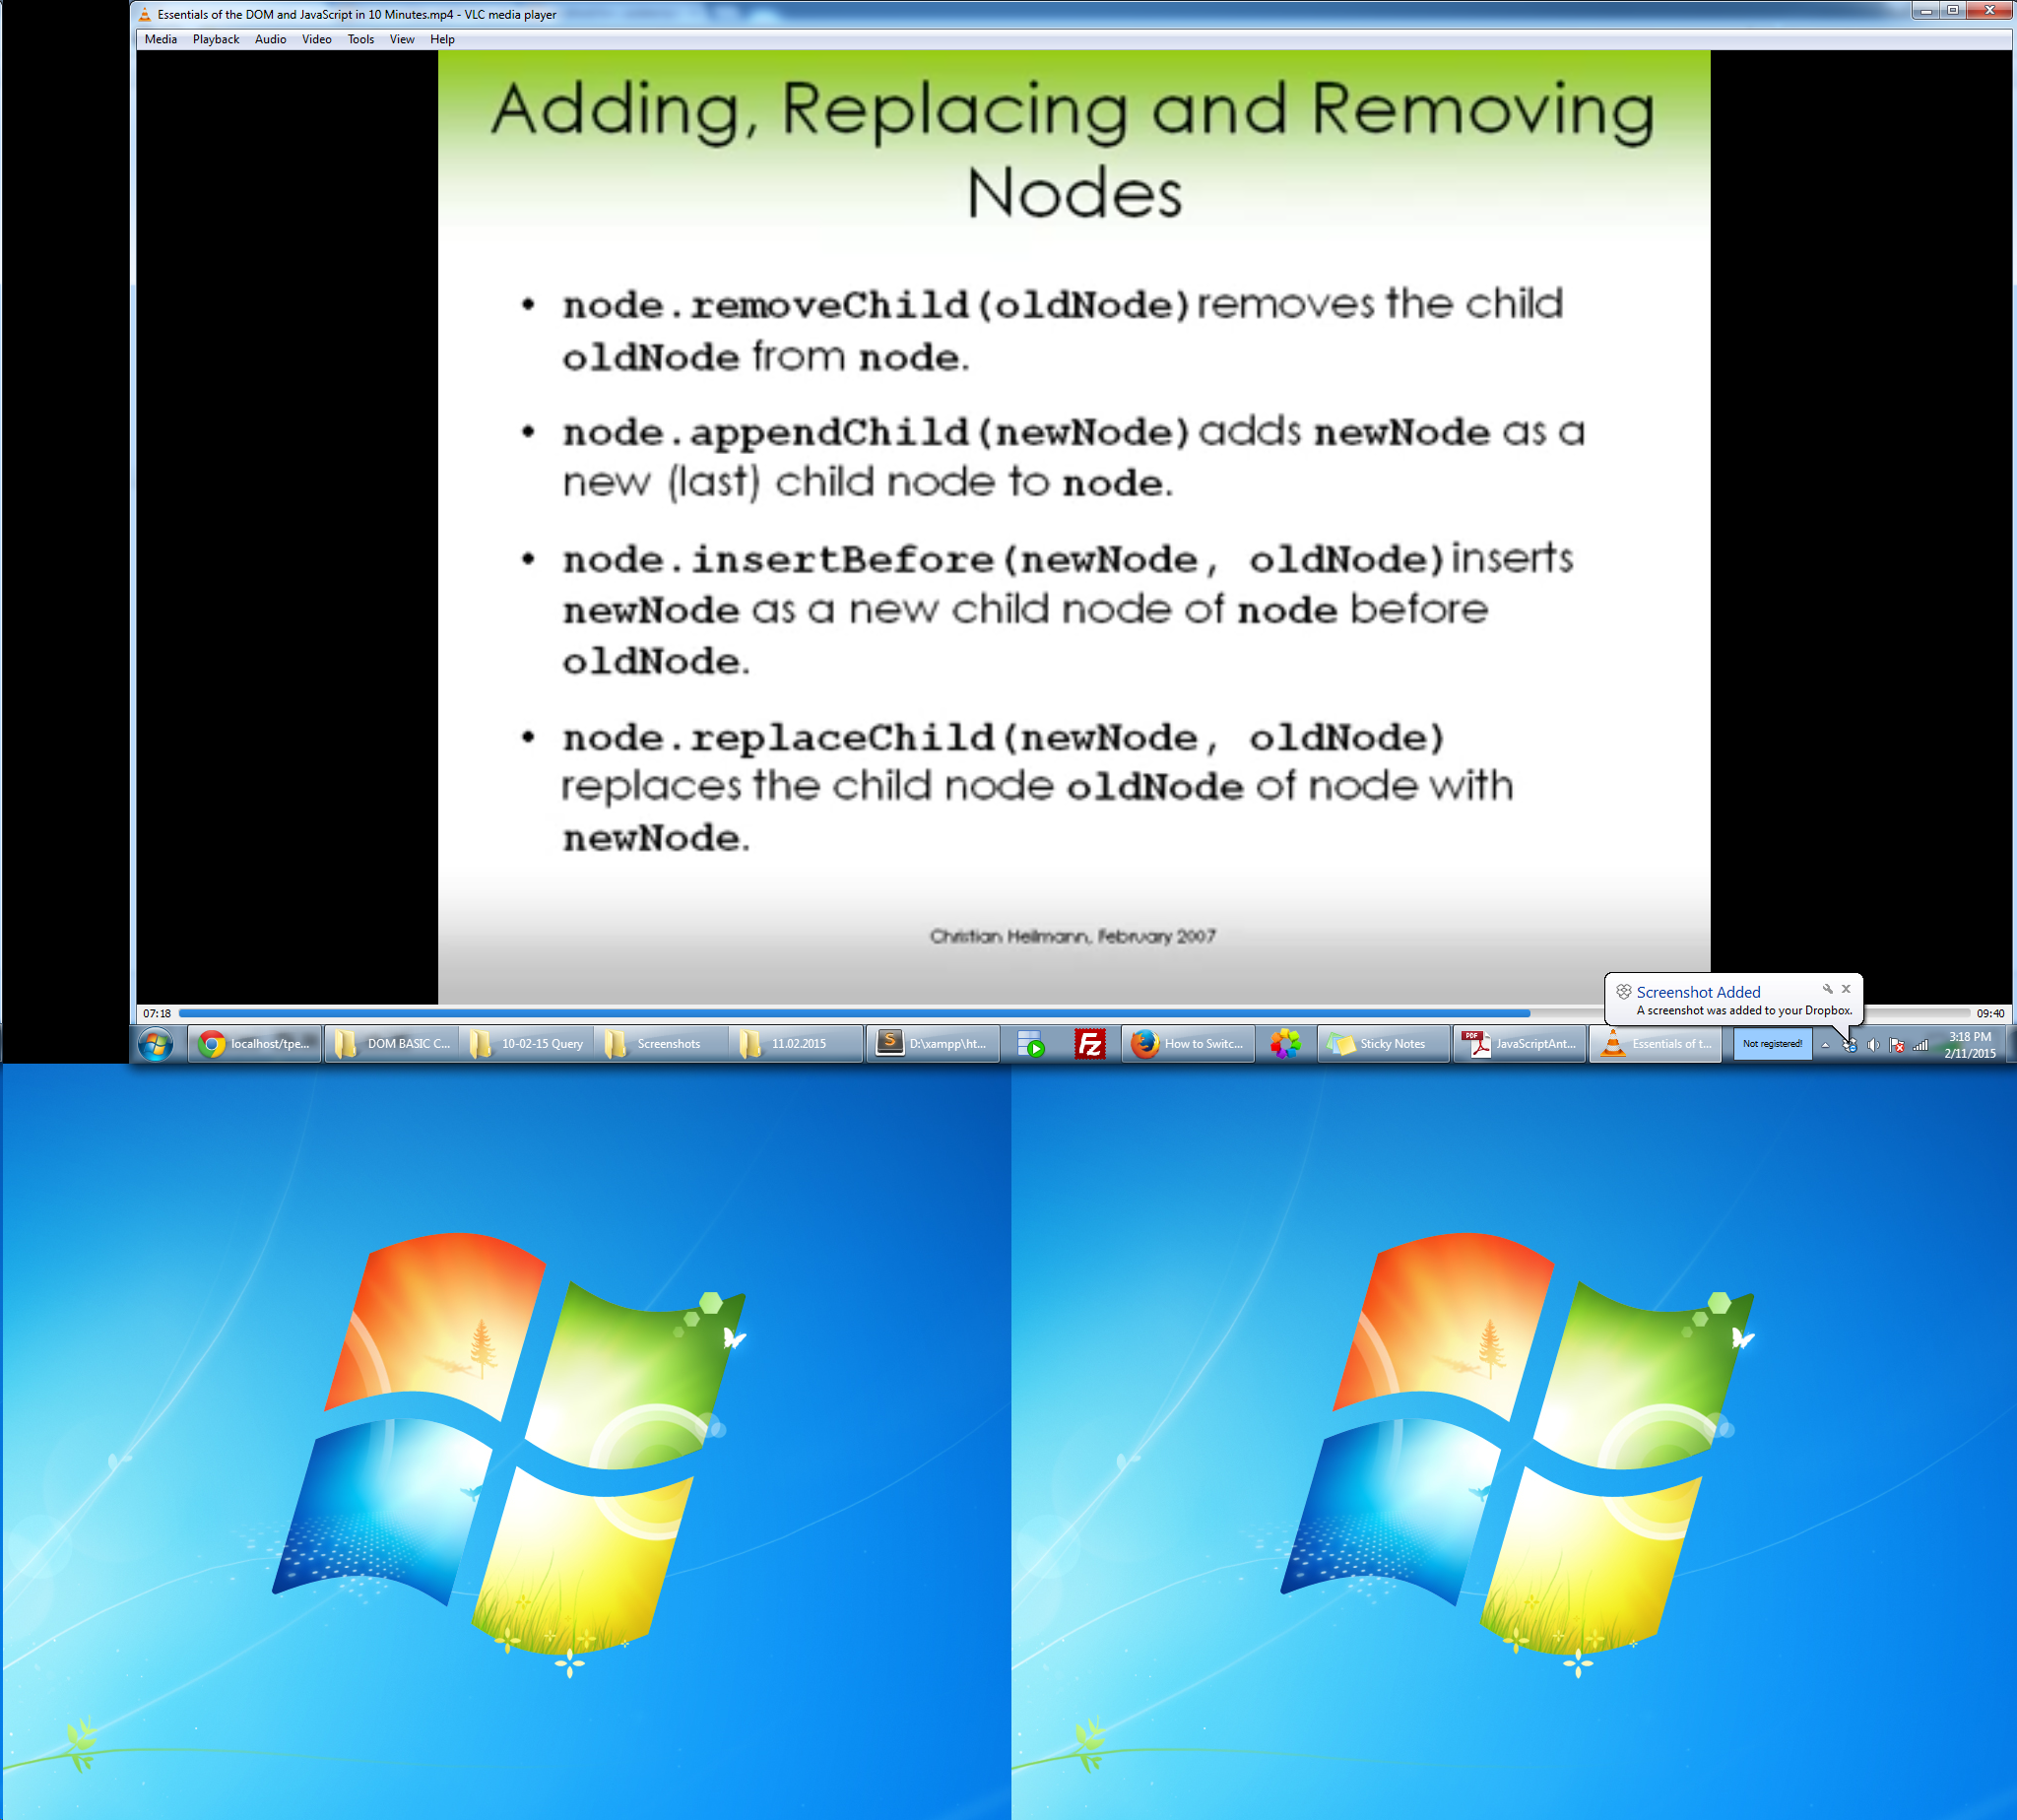 Essentials of the DOM and JavaScript in 10 Minutes.mp4 - VLC media player
Media Playback Audio Video Tools View Help
Adding, Replacing and Removing
Nodes
• node.removeChild(oldNode) removes the child
oldNode from node.
• node.appendChild(newNode) adds newNode as a
new (last) child node to node.
• node.insertBefore(newNode, oldNode) inserts
newNode as a new child node of node before
oldNode.
• node.replaceChild(newNode, oldNode)
replaces the child node oldNode of node with
newNode.
Christian Heilmann, February 2007
Screenshot Added
A screenshot was added to your Dropbox.
07:18 09:40
localhost/tpe... DOM BASIC C... 10-02-15 Query Screenshots 11.02.2015 S D:\xampp\ht... FZ How to Switc... Sticky Notes PDF JavaScriptAnt... Essentials of t... Not registered! 3:18 PM
2/11/2015